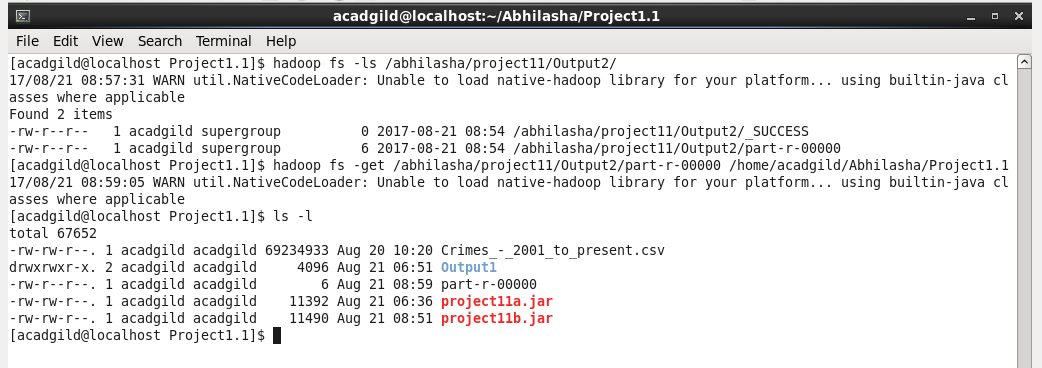 acadgild@localhost:~/Abhilasha/Project1.1
File Edit View Search Terminal Help
[acadgild@localhost Project1.1]$ hadoop fs -ls /abhilasha/project11/Output2/
17/08/21 08:57:31 WARN util.NativeCodeLoader: Unable to load native-hadoop library for your platform... using builtin-java cl
asses where applicable
Found 2 items
-rw-r--r--   1 acadgild supergroup          0 2017-08-21 08:54 /abhilasha/project11/Output2/_SUCCESS
-rw-r--r--   1 acadgild supergroup          6 2017-08-21 08:54 /abhilasha/project11/Output2/part-r-00000
[acadgild@localhost Project1.1]$ hadoop fs -get /abhilasha/project11/Output2/part-r-00000 /home/acadgild/Abhilasha/Project1.1
17/08/21 08:59:05 WARN util.NativeCodeLoader: Unable to load native-hadoop library for your platform... using builtin-java cl
asses where applicable
[acadgild@localhost Project1.1]$ ls -l
total 67652
-rw-rw-r--. 1 acadgild acadgild 69234933 Aug 20 10:20 Crimes_-_2001_to_present.csv
drwxrwxr-x. 2 acadgild acadgild     4096 Aug 21 06:51 Output1
-rw-r--r--. 1 acadgild acadgild        6 Aug 21 08:59 part-r-00000
-rw-rw-r--. 1 acadgild acadgild    11392 Aug 21 06:36 project11a.jar
-rw-rw-r--. 1 acadgild acadgild    11490 Aug 21 08:51 project11b.jar
[acadgild@localhost Project1.1]$